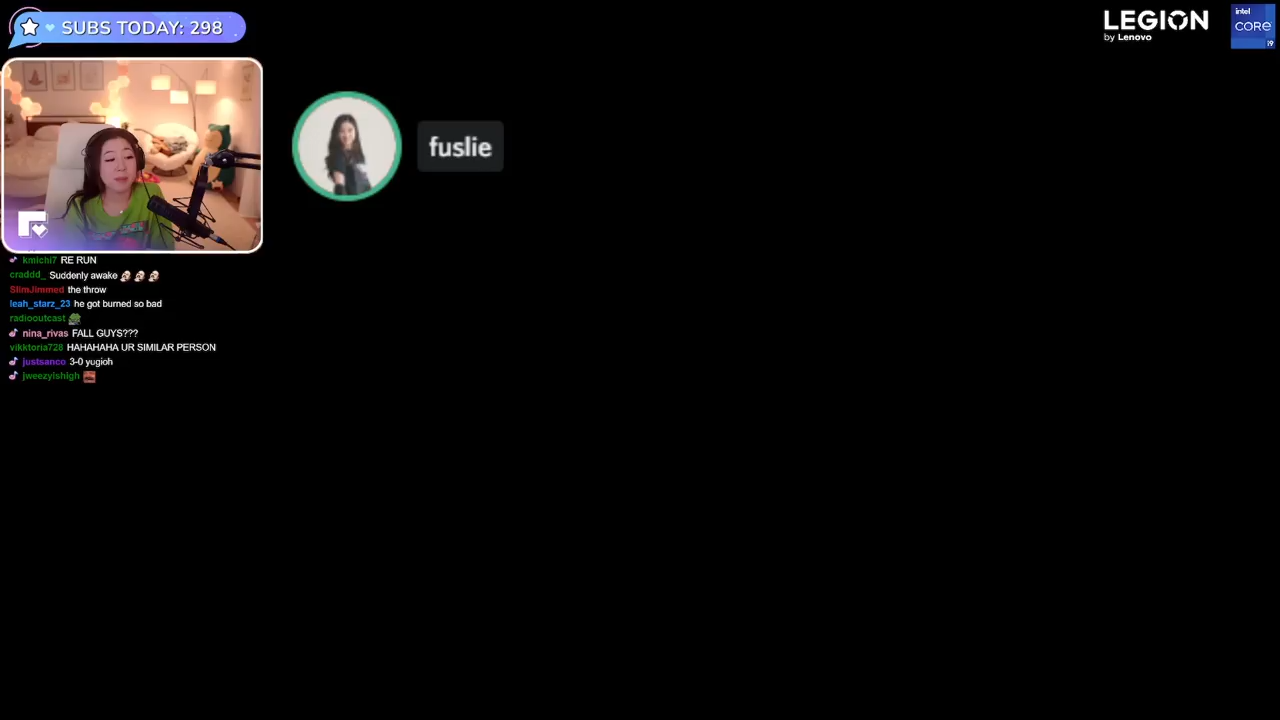 SUBS TODAY: 298
LEGION
by Lenovo
intel
CORE
i9
fuslie
kmichi7 RE RUN
craddd_ Suddenly awake
SlimJimmed the throw
leah_starz_23 he got burned so bad
radiooutcast
nina_rivas FALL GUYS???
vikktoria728 HAHAHAHA UR SIMILAR PERSON
justsanco 3-0 yugioh
jweezyishigh